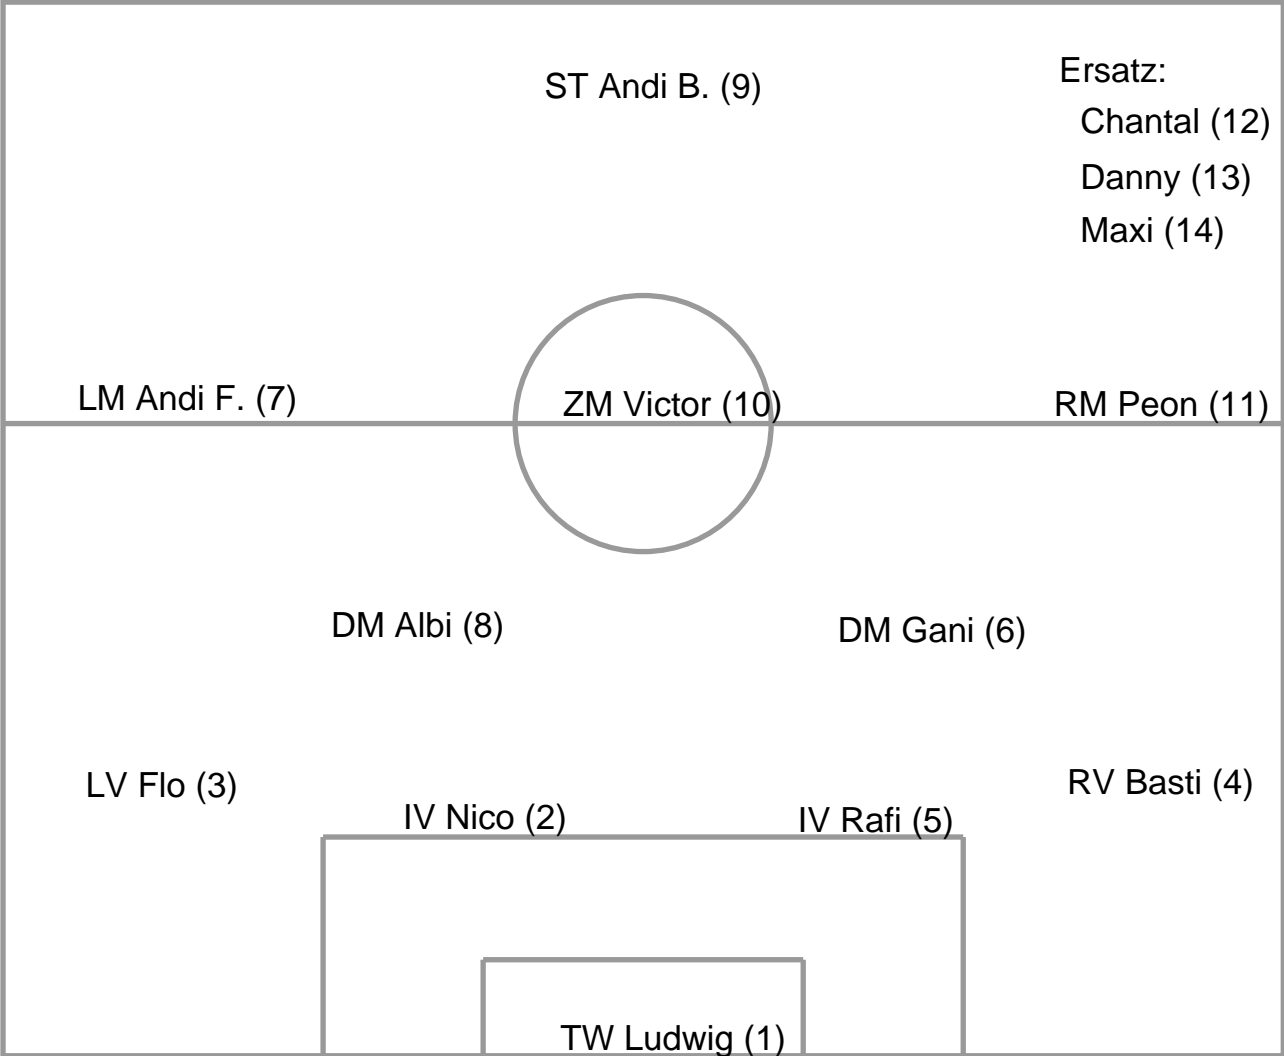 ST Andi B. (9)
Ersatz:
Chantal (12)
Danny (13)
Maxi (14)
LM Andi F. (7)
ZM Victor (10)
RM Peon (11)
DM Albi (8)
DM Gani (6)
LV Flo (3)
IV Nico (2)
IV Rafi (5)
RV Basti (4)
TW Ludwig (1)